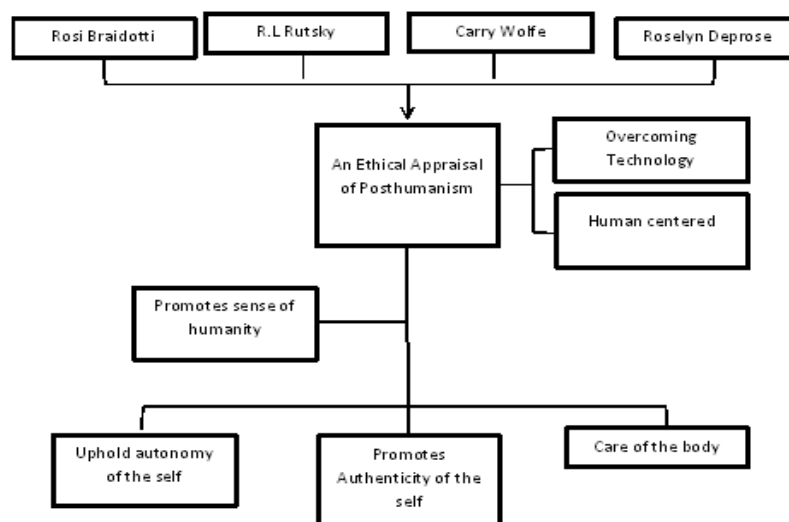 Rosi Braidotti
R.L Rutsky
Carry Wolfe
Roselyn Deprose
An Ethical Appraisal
of Posthumanism
Overcoming
Technology
Human centered
Promotes sense of
humanity
Uphold autonomy
of the self
Promotes
Authenticity of the
self
Care of the body